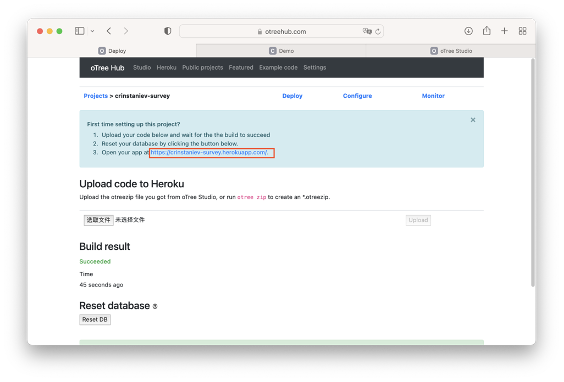 otreehub.com
Deploy
Demo
oTree Studio
oTree Hub Studio Heroku Public projects Featured Example code Settings
Projects > crinstaniev-survey Deploy Configure Monitor
First time setting up this project?
1. Upload your code below and wait for the the build to succeed
2. Reset your database by clicking the button below.
3. Open your app at https://crinstaniev-survey.herokuapp.com/.
Upload code to Heroku
Upload the otreezip file you got from oTree Studio, or run otree zip to create an *.otreezip.
选取文件 未选择文件 Upload
Build result
Succeeded
Time
45 seconds ago
Reset database
Reset DB